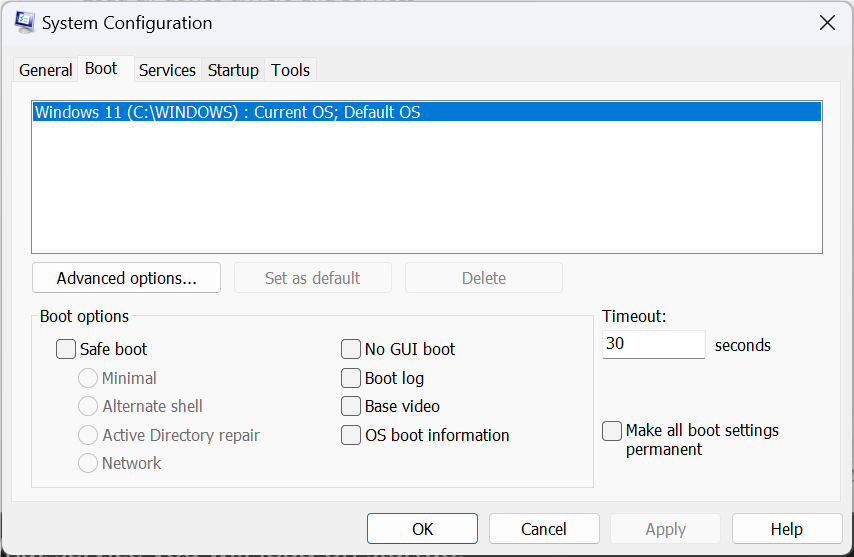 System Configuration
General Boot Services Startup Tools
Windows 11 (C:\WINDOWS) : Current OS; Default OS
Advanced options... Set as default Delete
Boot options
Timeout:
Safe boot No GUI boot
30 seconds
Minimal Boot log
Alternate shell Base video
Active Directory repair OS boot information
Make all boot settings
permanent
Network
OK Cancel Apply Help